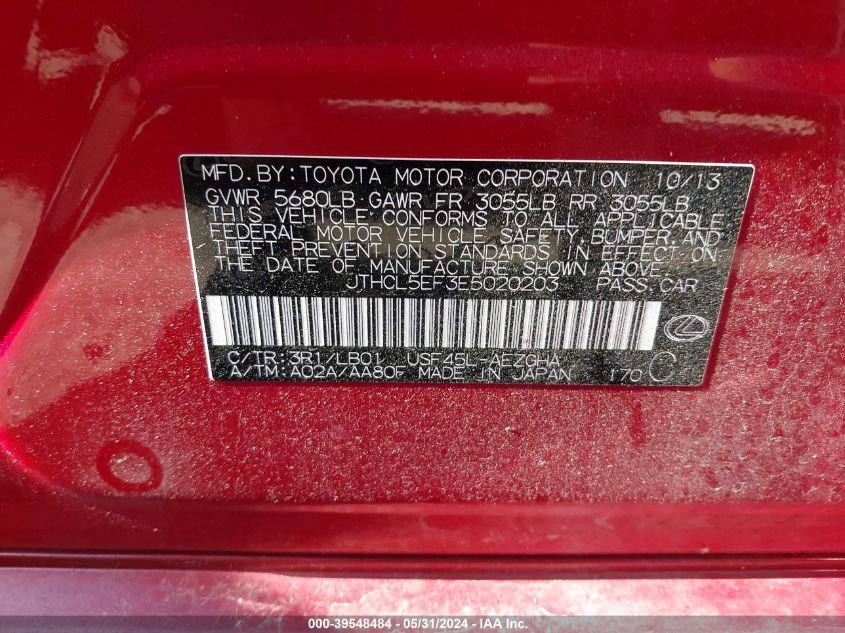 MFD. BY: TOYOTA MOTOR CORPORATION 10/13
GVWR 5680LB GAWR FR 3055LB RR 3055LB
THIS VEHICLE CONFORMS TO ALL APPLICABLE
FEDERAL MOTOR VEHICLE SAFETY, BUMPER, AND
THEFT PREVENTION STANDARDS IN EFFECT ON
THE DATE OF MANUFACTURE SHOWN ABOVE.
JTHCL5EF3E5020203 PASS. CAR
C/TR: 3R1/LB01 USF45L-AEZGHA
A/TM: A02A/AA80F MADE IN JAPAN 170 C
000-39548484 - 05/31/2024 - IAAI.COM